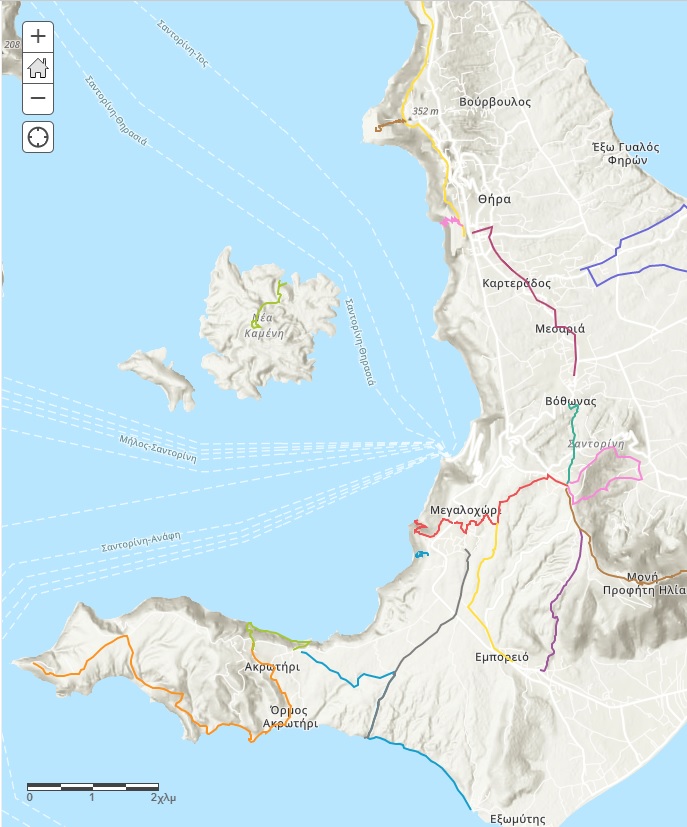 Σαντορίνη-Ίος
208
Σαντορίνη-Θηρασιά
352 m
Βούρβουλος
Έξω Γυαλός
Φηρών
Θήρα
Καρτεράδος
Νέα
Καμένη
Σαντορίνη-Θηρασιά
Μεσαριά
Βόθωνας
Μήλος-Σαντορίνη
Σαντορίνη
Μεγαλοχώρι
Σαντορίνη-Ανάφη
Μονή
Προφήτη Ηλία
Εμπορειό
Ακρωτήρι
Όρμος
Ακρωτήρι
0 1 2χλμ
Εξωμύτης